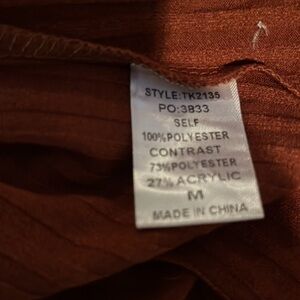 STYLE:TK2135
PO:3833
SELF
100%POLYESTER
CONTRAST
73%POLYESTER
27% ACRYLIC
M
MADE IN CHINA